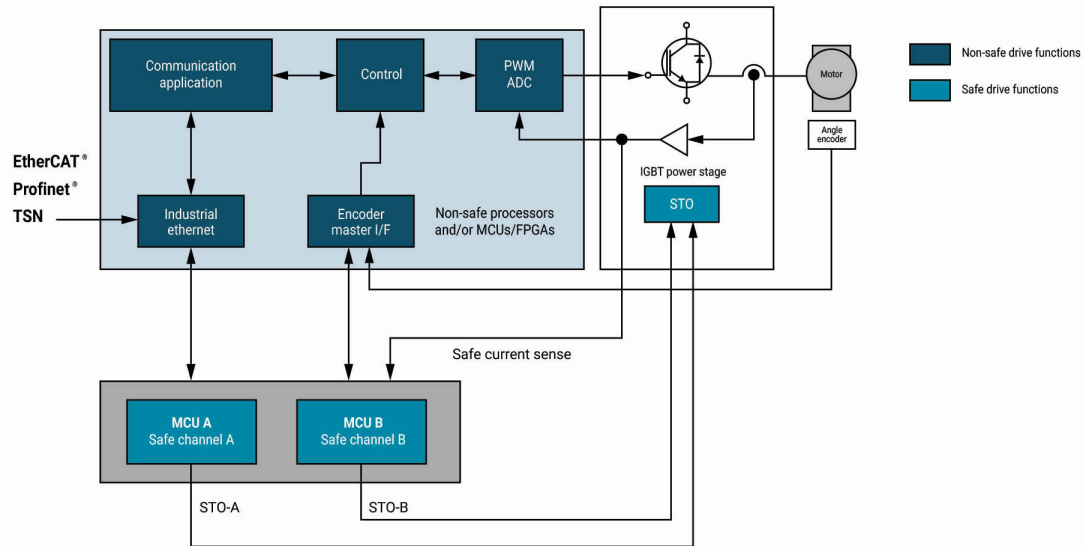 Communication
application
Control
PWM
ADC
Motor
Non-safe drive functions
Safe drive functions
Angle
encoder
EtherCAT®
Profinet®
TSN
IGBT power stage
STO
Industrial
ethernet
Encoder
master I/F
Non-safe processors
and/or MCUs/FPGAs
Safe current sense
MCU A
Safe channel A
MCU B
Safe channel B
STO-A
STO-B